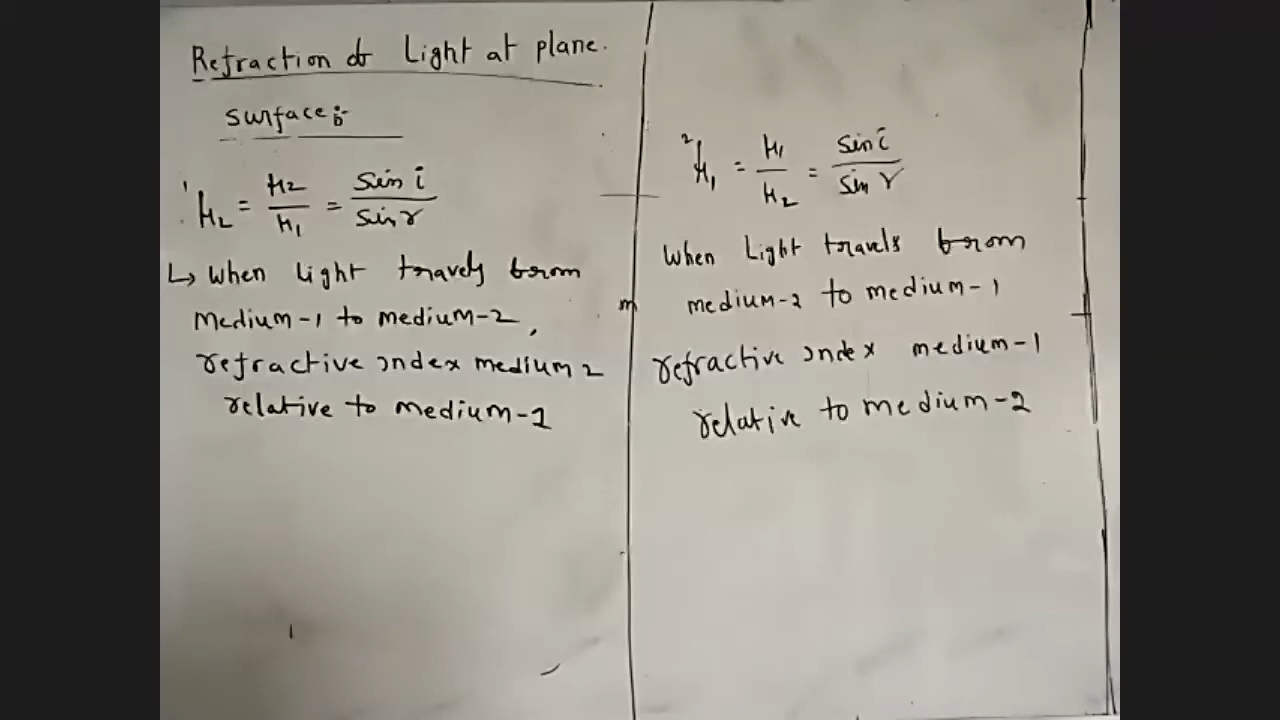 Refraction of Light at plane.
surface:-
¹μ₂ = μ₂/μ₁ = Sin i/Sin r
↳ when light travels from
medium-1 to medium-2,
refractive index medium 2
relative to medium-1
²μ₁ = μ₁/μ₂ = Sin i/Sin r
when light travels from
medium-2 to medium-1
refractive index medium-1
relative to medium-2